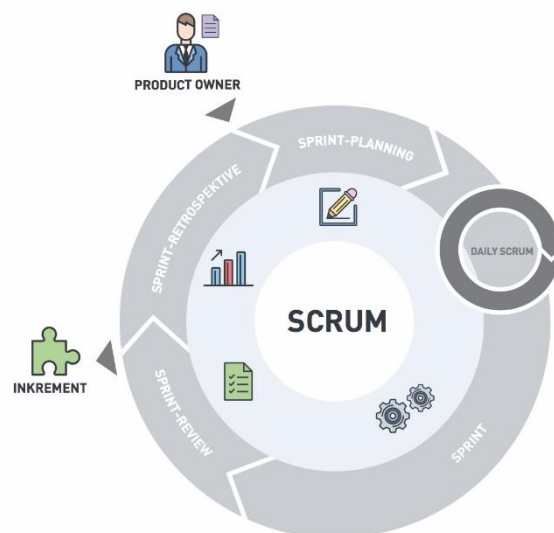 PRODUCT OWNER
SPRINT-PLANNING
SPRINT-RETROSPEKTIVE
DAILY SCRUM
SCRUM
INKREMENT
SPRINT-REVIEW
SPRINT